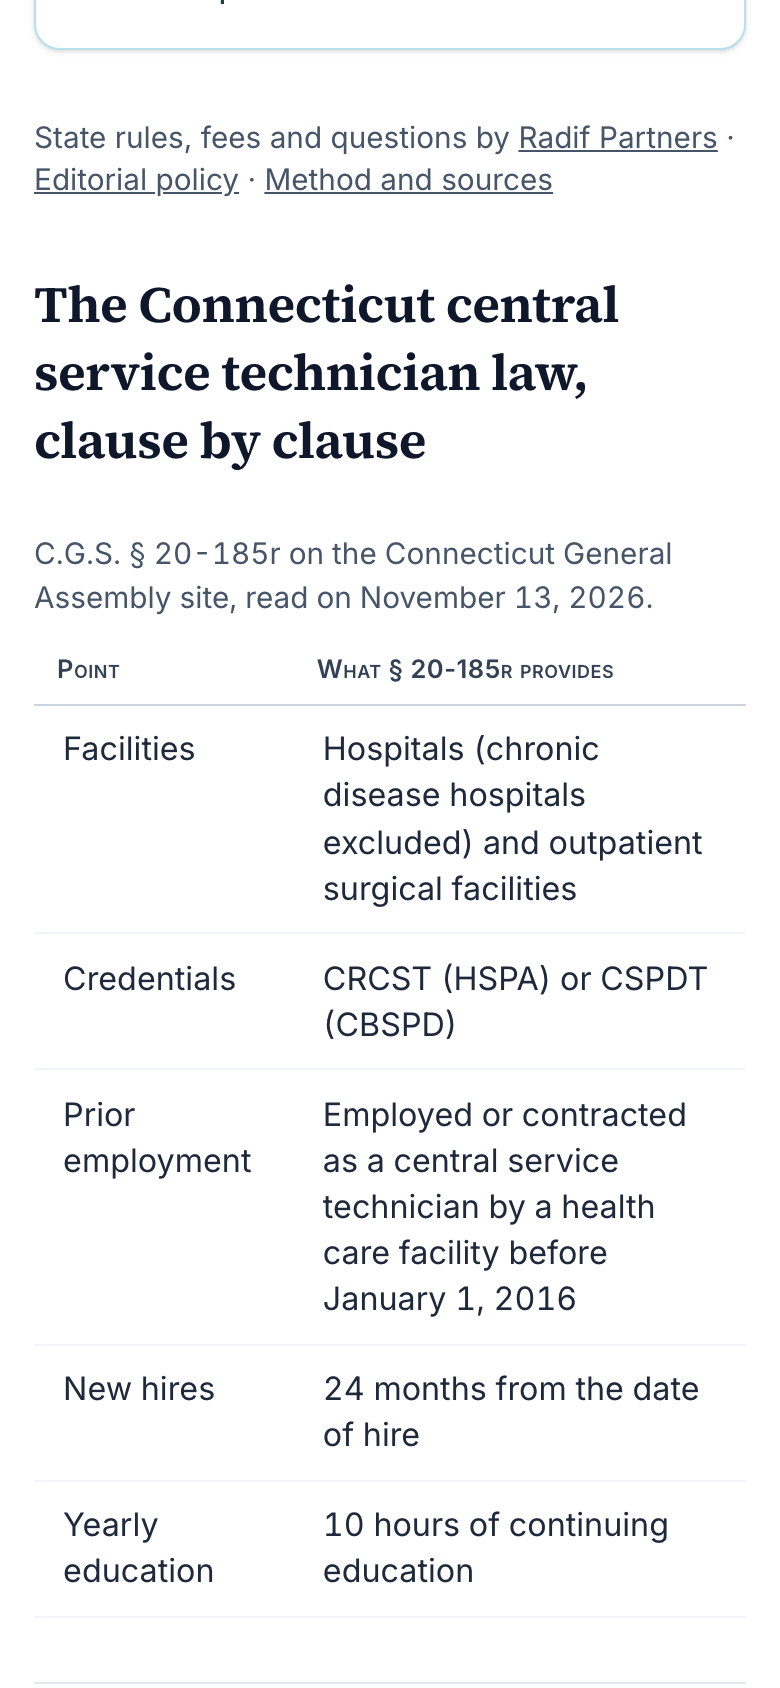 State rules, fees and questions by Radif Partners ·
Editorial policy · Method and sources
The Connecticut central
service technician law,
clause by clause
C.G.S. § 20-185r on the Connecticut General
Assembly site, read on November 13, 2026.
Point What § 20-185r provides
Facilities Hospitals (chronic
disease hospitals
excluded) and outpatient
surgical facilities
Credentials CRCST (HSPA) or CSPDT
(CBSPD)
Prior Employed or contracted
employment as a central service
technician by a health
care facility before
January 1, 2016
New hires 24 months from the date
of hire
Yearly 10 hours of continuing
education education